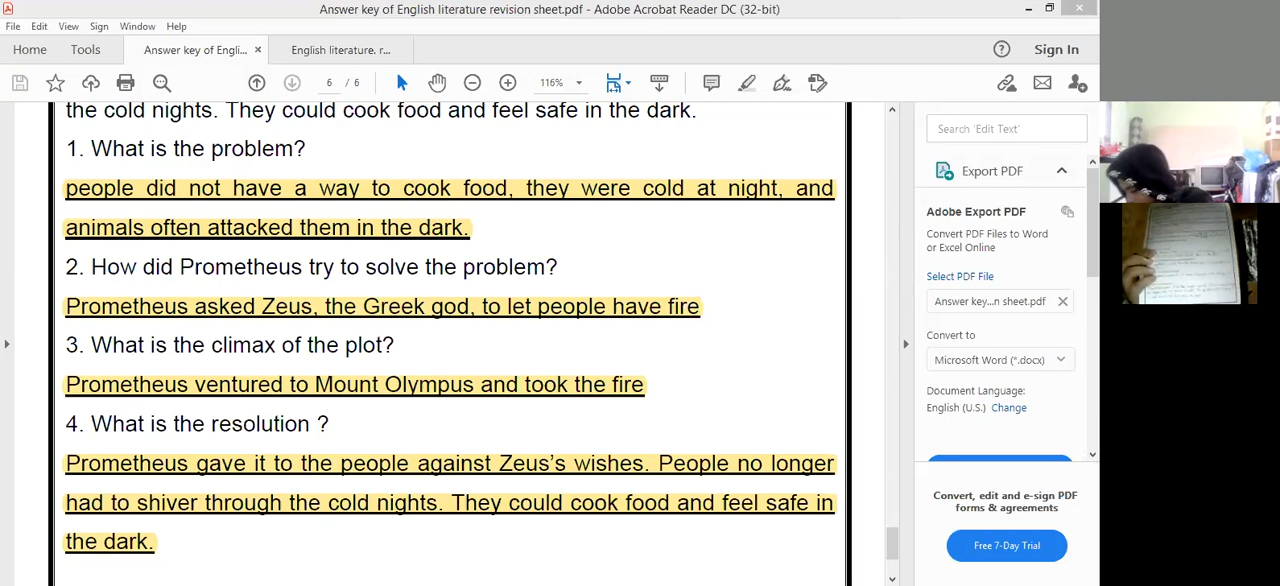 Answer key of English literature revision sheet.pdf - Adobe Acrobat Reader DC (32-bit)
File Edit View Sign Window Help
Home Tools Answer key of Engli... × English literature. r... Sign In
6 / 6 116%
the cold nights. They could cook food and feel safe in the dark.
1. What is the problem?
people did not have a way to cook food, they were cold at night, and
animals often attacked them in the dark.
2. How did Prometheus try to solve the problem?
Prometheus asked Zeus, the Greek god, to let people have fire
3. What is the climax of the plot?
Prometheus ventured to Mount Olympus and took the fire
4. What is the resolution ?
Prometheus gave it to the people against Zeus’s wishes. People no longer
had to shiver through the cold nights. They could cook food and feel safe in
the dark.
Search 'Edit Text'
Export PDF
Adobe Export PDF
Convert PDF Files to Word
or Excel Online
Select PDF File
Answer key...n sheet.pdf
Convert to
Microsoft Word (*.docx)
Document Language:
English (U.S.) Change
Convert, edit and e-sign PDF
forms & agreements
Free 7-Day Trial